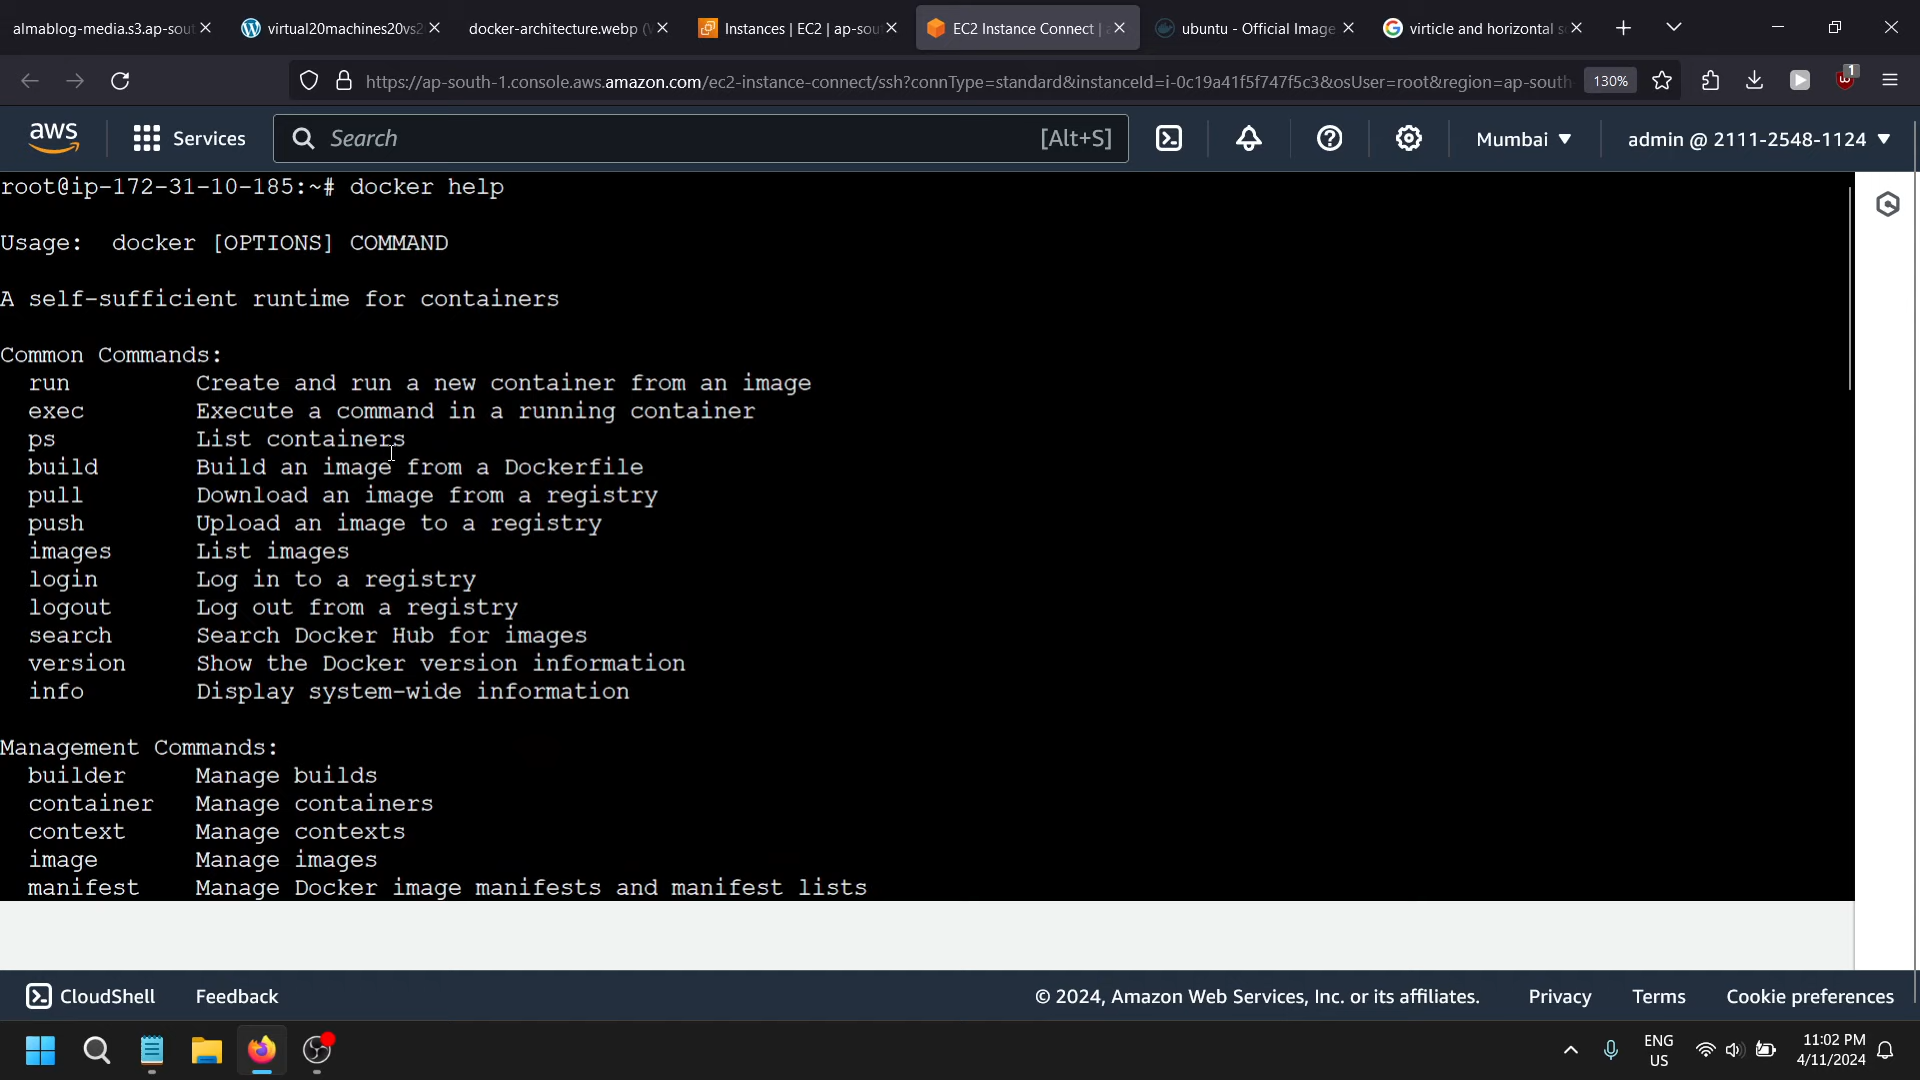 almablog-media.s3.ap-sout
virtual20machines20vs2
docker-architecture.webp (
Instances | EC2 | ap-sou
EC2 Instance Connect |
ubuntu - Official Image
virticle and horizontal s
https://ap-south-1.console.aws.amazon.com/ec2-instance-connect/ssh?connType=standard&instanceId=i-0c19a41f5f747f5c3&osUser=root&region=ap-south-
130%
1
aws
Services
Search
[Alt+S]
Mumbai
admin @ 2111-2548-1124
root@ip-172-31-10-185:~# docker help
Usage:  docker [OPTIONS] COMMAND
A self-sufficient runtime for containers
Common Commands:
run         Create and run a new container from an image
exec        Execute a command in a running container
ps          List containers
build       Build an image from a Dockerfile
pull        Download an image from a registry
push        Upload an image to a registry
images      List images
login       Log in to a registry
logout      Log out from a registry
search      Search Docker Hub for images
version     Show the Docker version information
info        Display system-wide information
Management Commands:
builder     Manage builds
container   Manage containers
context     Manage contexts
image       Manage images
manifest    Manage Docker image manifests and manifest lists
CloudShell
Feedback
© 2024, Amazon Web Services, Inc. or its affiliates.
Privacy
Terms
Cookie preferences
ENG
US
11:02 PM
4/11/2024